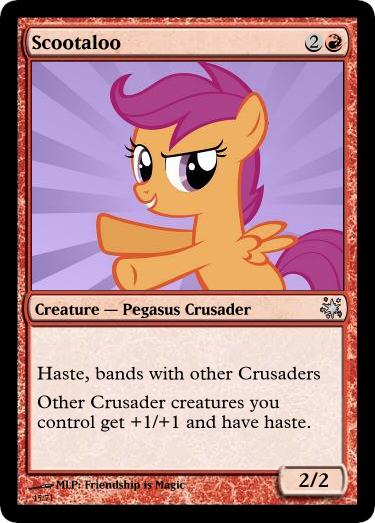 Scootaloo 2
Creature — Pegasus Crusader
Haste, bands with other Crusaders
Other Crusader creatures you
control get +1/+1 and have haste.
2/2
MLP: Friendship is Magic